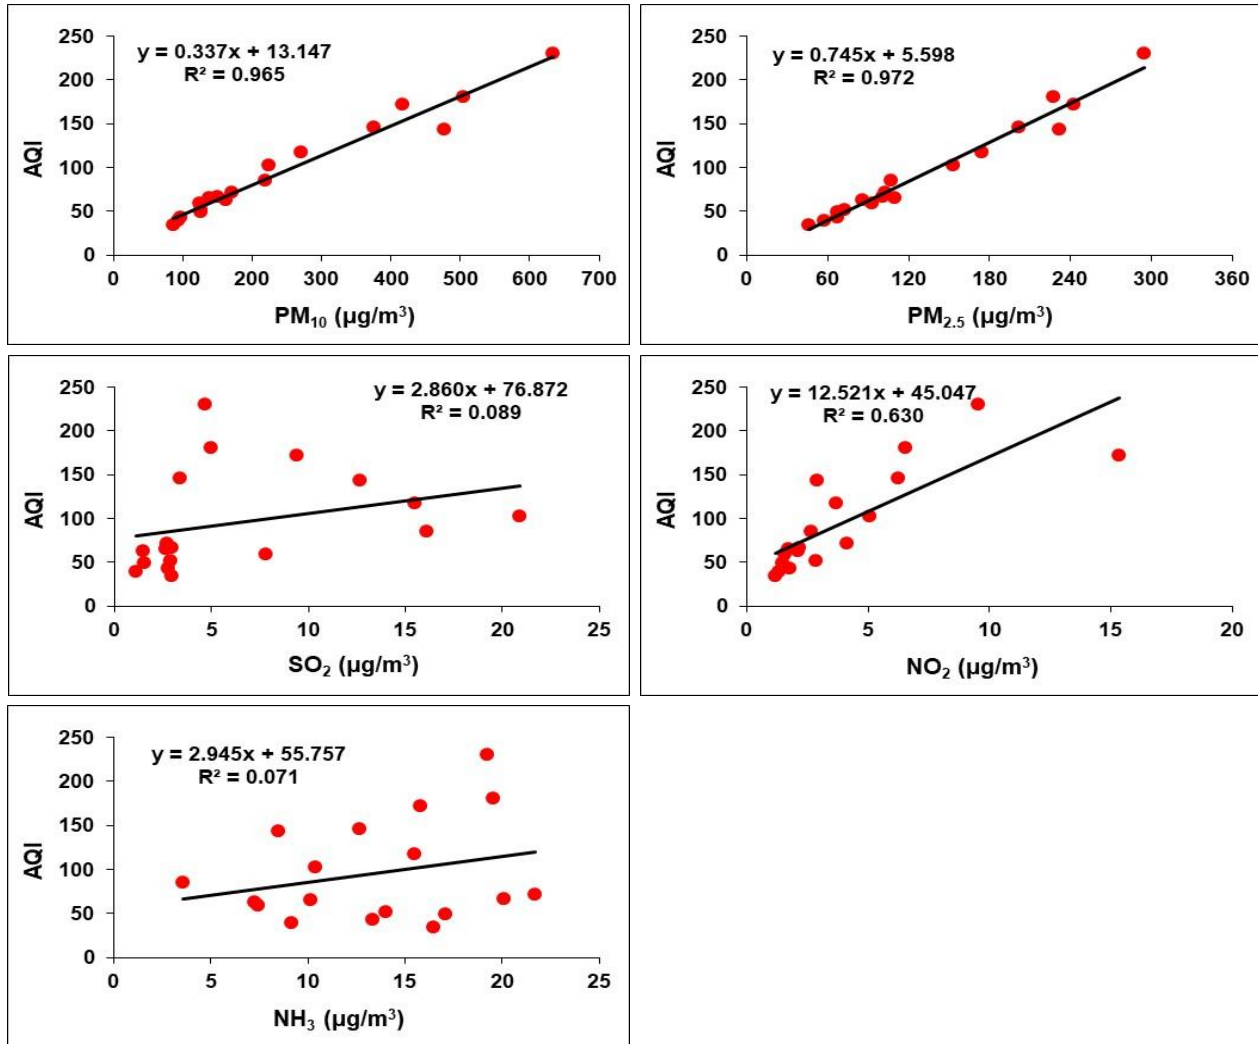 y = 0.337x + 13.147
R² = 0.965
250
200
150
100
50
0
AQI
0 100 200 300 400 500 600 700
PM₁₀ (µg/m³)
y = 0.745x + 5.598
R² = 0.972
250
200
150
100
50
0
AQI
0 60 120 180 240 300 360
PM₂.₅ (µg/m³)
y = 2.860x + 76.872
R² = 0.089
250
200
150
100
50
0
AQI
0 5 10 15 20 25
SO₂ (µg/m³)
y = 12.521x + 45.047
R² = 0.630
250
200
150
100
50
0
AQI
0 5 10 15 20
NO₂ (µg/m³)
y = 2.945x + 55.757
R² = 0.071
250
200
150
100
50
0
AQI
0 5 10 15 20 25
NH₃ (µg/m³)